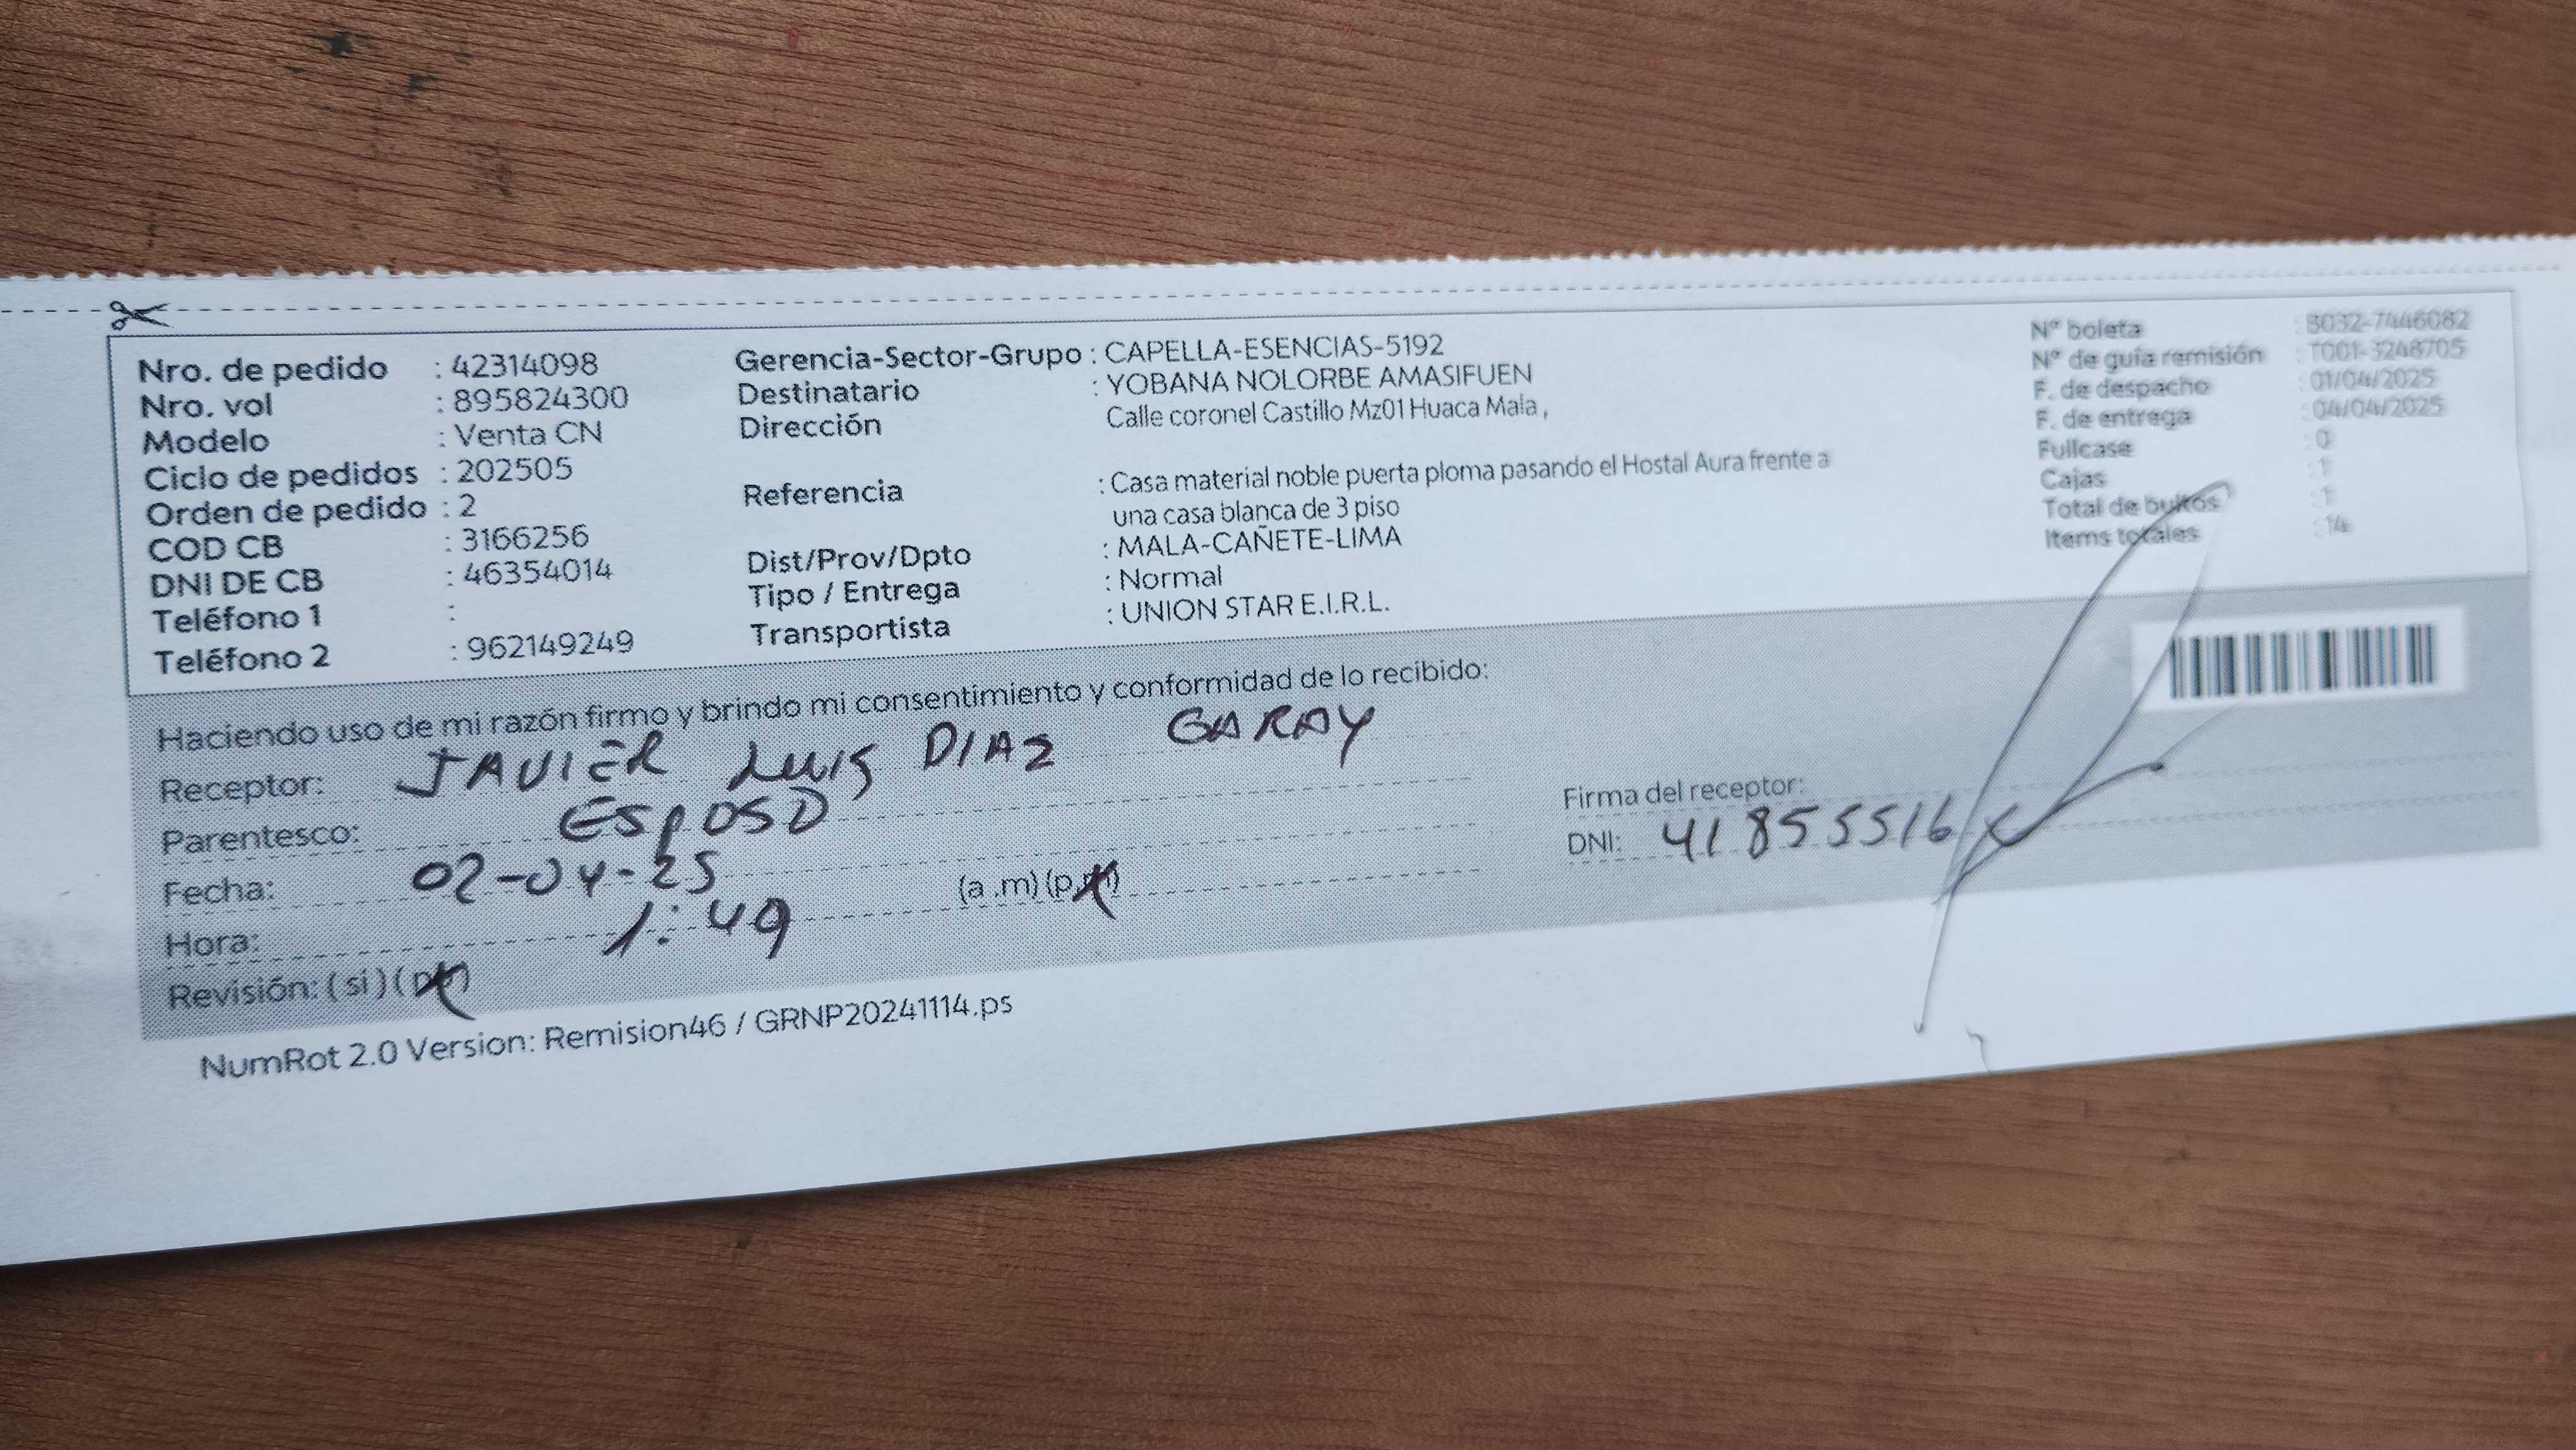 Nro. de pedido : 42314098
Nro. vol : 895824300
Modelo : Venta CN
Ciclo de pedidos : 202505
Orden de pedido : 2
COD CB : 3166256
DNI DE CB : 46354014
Teléfono 1 :
Teléfono 2 : 962149249
Gerencia-Sector-Grupo : CAPELLA-ESENCIAS-5192
Destinatario : YOBANA NOLORBE AMASIFUEN
Dirección Calle coronel Castillo Mz01 Huaca Mala ,
Referencia : Casa material noble puerta ploma pasando el Hostal Aura frente a
una casa blanca de 3 piso
Dist/Prov/Dpto : MALA-CAÑETE-LIMA
Tipo / Entrega : Normal
Transportista : UNION STAR E.I.R.L.
N° boleta : B032-7446082
N° de guía remisión : T001-3248705
F. de despacho : 01/04/2025
F. de entrega : 04/04/2025
Fullcase : 0
Cajas : 1
Total de bultos : 1
Items totales : 14
Haciendo uso de mi razón firmo y brindo mi consentimiento y conformidad de lo recibido:
Receptor: JAVIER LUIS DIAZ GARAY
Parentesco: ESPOSO
Fecha: 02-04-25
Hora: 1:49 (a .m) (p.m)
Revisión: ( si ) ( no )
Firma del receptor:
DNI: 41855516
NumRot 2.0 Version: Remision46 / GRNP20241114.ps